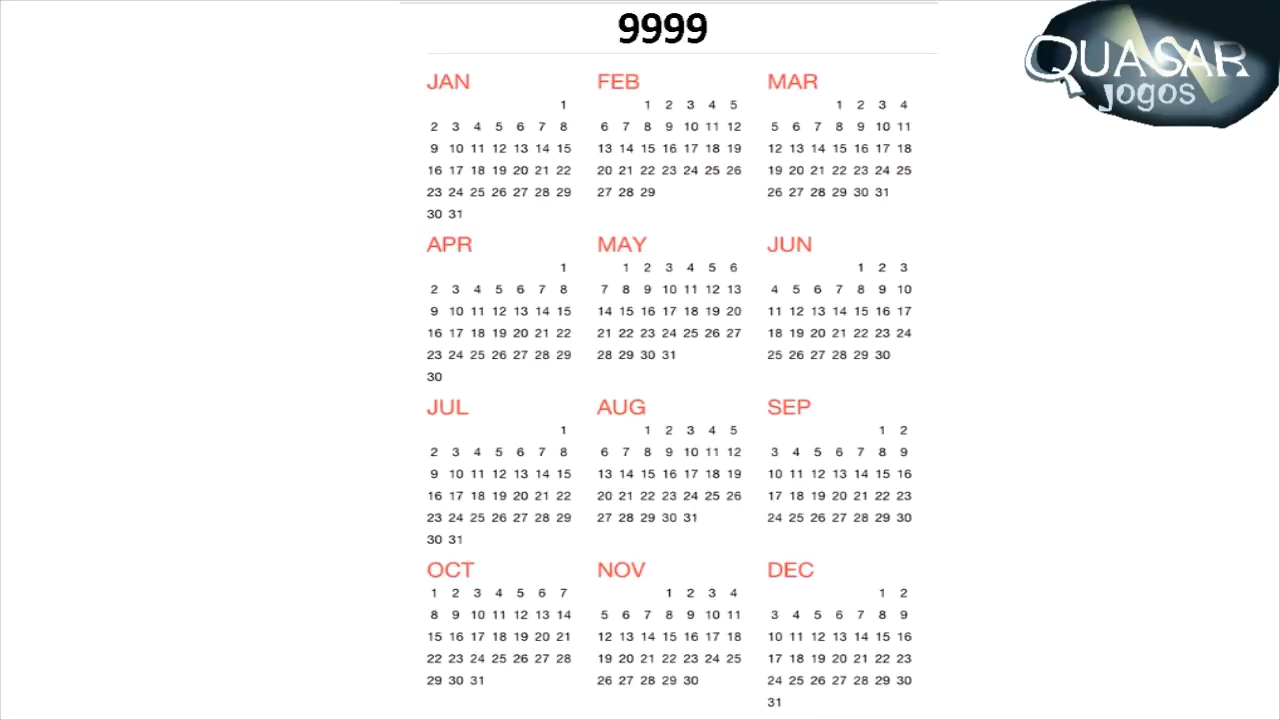 9999
QUASAR
jogos
JAN
1
2 3 4 5 6 7 8
9 10 11 12 13 14 15
16 17 18 19 20 21 22
23 24 25 26 27 28 29
30 31
FEB
1 2 3 4 5
6 7 8 9 10 11 12
13 14 15 16 17 18 19
20 21 22 23 24 25 26
27 28 29
MAR
1 2 3 4
5 6 7 8 9 10 11
12 13 14 15 16 17 18
19 20 21 22 23 24 25
26 27 28 29 30 31
APR
1
2 3 4 5 6 7 8
9 10 11 12 13 14 15
16 17 18 19 20 21 22
23 24 25 26 27 28 29
30
MAY
1 2 3 4 5 6
7 8 9 10 11 12 13
14 15 16 17 18 19 20
21 22 23 24 25 26 27
28 29 30 31
JUN
1 2 3
4 5 6 7 8 9 10
11 12 13 14 15 16 17
18 19 20 21 22 23 24
25 26 27 28 29 30
JUL
1
2 3 4 5 6 7 8
9 10 11 12 13 14 15
16 17 18 19 20 21 22
23 24 25 26 27 28 29
30 31
AUG
1 2 3 4 5
6 7 8 9 10 11 12
13 14 15 16 17 18 19
20 21 22 23 24 25 26
27 28 29 30 31
SEP
1 2
3 4 5 6 7 8 9
10 11 12 13 14 15 16
17 18 19 20 21 22 23
24 25 26 27 28 29 30
OCT
1 2 3 4 5 6 7
8 9 10 11 12 13 14
15 16 17 18 19 20 21
22 23 24 25 26 27 28
29 30 31
NOV
1 2 3 4
5 6 7 8 9 10 11
12 13 14 15 16 17 18
19 20 21 22 23 24 25
26 27 28 29 30
DEC
1 2
3 4 5 6 7 8 9
10 11 12 13 14 15 16
17 18 19 20 21 22 23
24 25 26 27 28 29 30
31